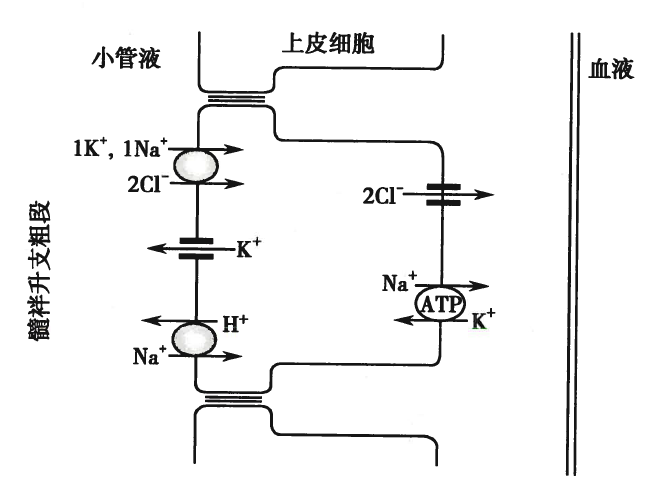 小管液
上皮细胞
血液
1K⁺, 1Na⁺
2Cl⁻
2Cl⁻
K⁺
Na⁺
ATP
K⁺
H⁺
Na⁺
髓袢升支粗段